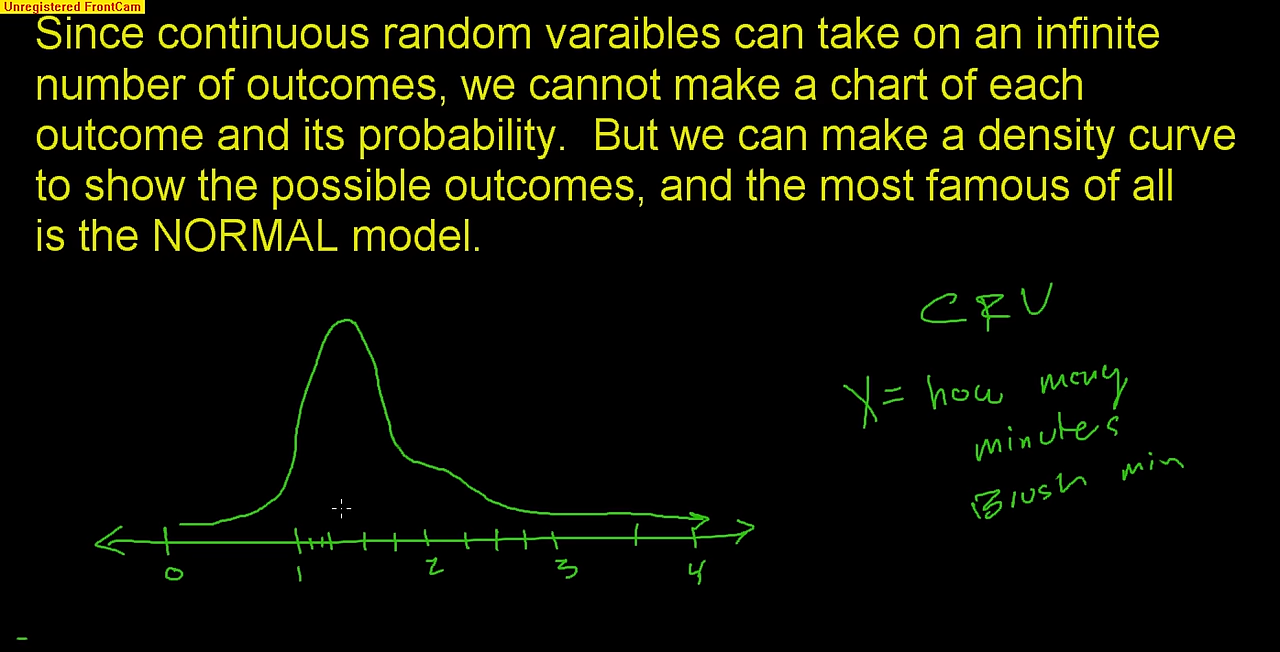 Unregistered FrontCam
Since continuous random varaibles can take on an infinite
number of outcomes, we cannot make a chart of each
outcome and its probability.  But we can make a density curve
to show the possible outcomes, and the most famous of all
is the NORMAL model.
CRV
X = how many
minutes
Brush min
0 1 2 3 4